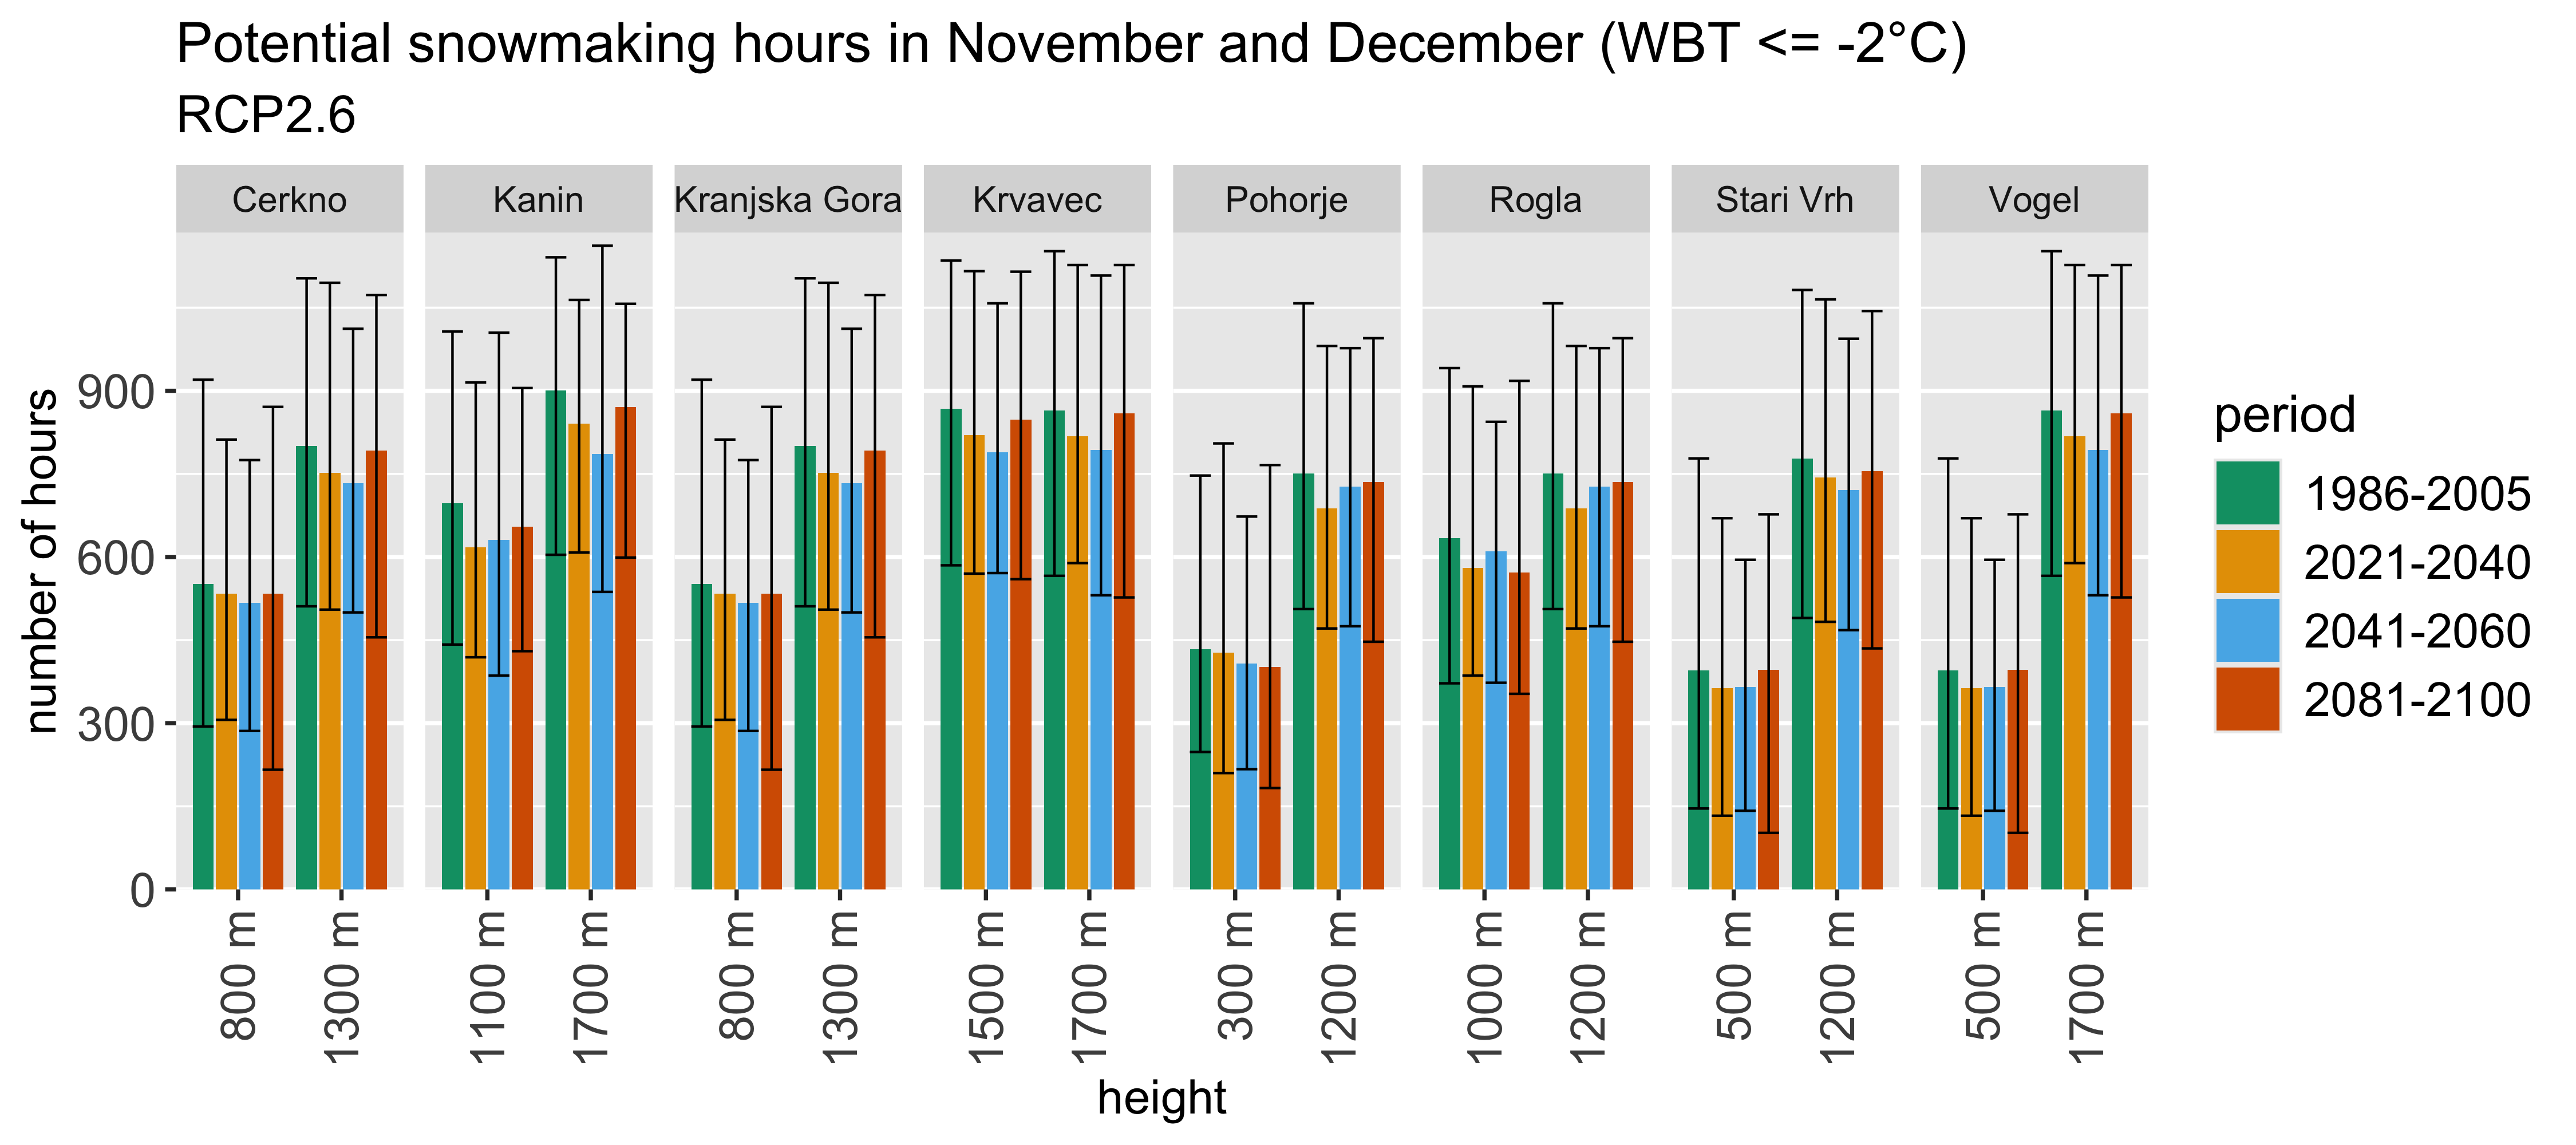 Potential snowmaking hours in November and December (WBT <= -2°C)
RCP2.6
Cerkno
Kanin
Kranjska Gora
Krvavec
Pohorje
Rogla
Stari Vrh
Vogel
number of hours
900
600
300
0
800 m
1300 m
1100 m
1700 m
800 m
1300 m
1500 m
1700 m
300 m
1200 m
1000 m
1200 m
500 m
1200 m
500 m
1700 m
height
period
1986-2005
2021-2040
2041-2060
2081-2100